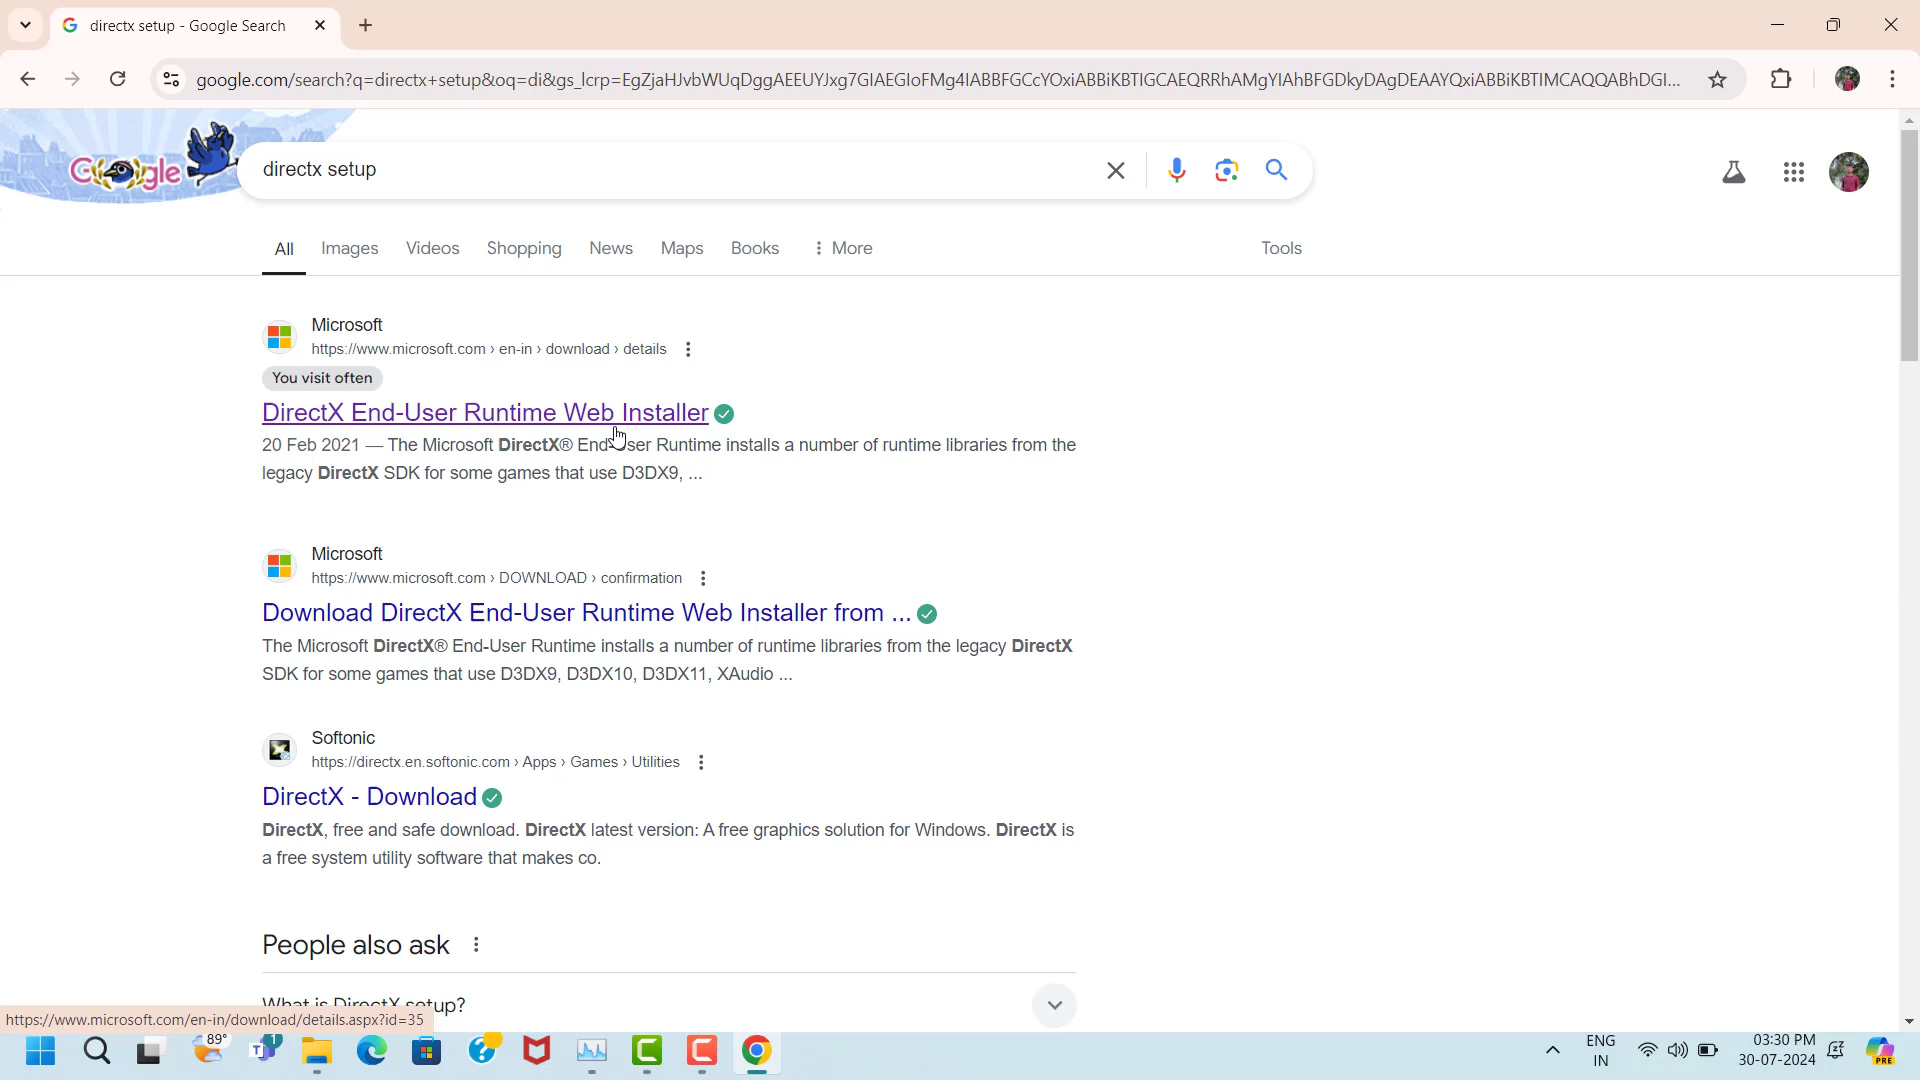 directx setup - Google Search
google.com/search?q=directx+setup&oq=di&gs_lcrp=EgZjaHJvbWUqDggAEEUYJxg7GIAEGIoFMg4IABBFGCcYOxiABBiKBTIGCAEQRRhAMgYIAhBFGDkyDAgDEAAYQxiABBiKBTIMCAQQABhDGI...
Google
directx setup
All Images Videos Shopping News Maps Books More Tools
Microsoft
https://www.microsoft.com › en-in › download › details
You visit often
DirectX End-User Runtime Web Installer
20 Feb 2021 — The Microsoft DirectX® End-User Runtime installs a number of runtime libraries from the
legacy DirectX SDK for some games that use D3DX9, ...
Microsoft
https://www.microsoft.com › DOWNLOAD › confirmation
Download DirectX End-User Runtime Web Installer from ...
The Microsoft DirectX® End-User Runtime installs a number of runtime libraries from the legacy DirectX
SDK for some games that use D3DX9, D3DX10, D3DX11, XAudio ...
Softonic
https://directx.en.softonic.com › Apps › Games › Utilities
DirectX - Download
DirectX, free and safe download. DirectX latest version: A free graphics solution for Windows. DirectX is
a free system utility software that makes co.
People also ask
What is DirectX setup?
https://www.microsoft.com/en-in/download/details.aspx?id=35
89°
1
ENG
IN
03:30 PM
30-07-2024
PRE